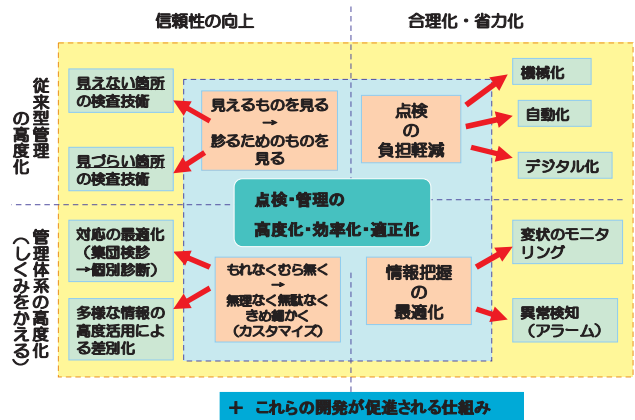 信頼性の向上
合理化・省力化
従来型管理
の高度化
見えない箇所
の検査技術
見づらい箇所
の検査技術
見えるものを見る
→
診るためのものを
見る
点検
の
負担軽減
機械化
自動化
デジタル化
点検・管理の
高度化・効率化・適正化
管理体系の高度化
（しくみをかえる）
対応の最適化
（集団検診
→個別診断）
多様な情報の
高度活用によ
る差別化
もれなくむら無く
→
無理なく無駄なく
きめ細かく
（カスタマイズ）
情報把握
の
最適化
変状のモニタ
リング
異常検知
（アラーム）
＋ これらの開発が促進される仕組み